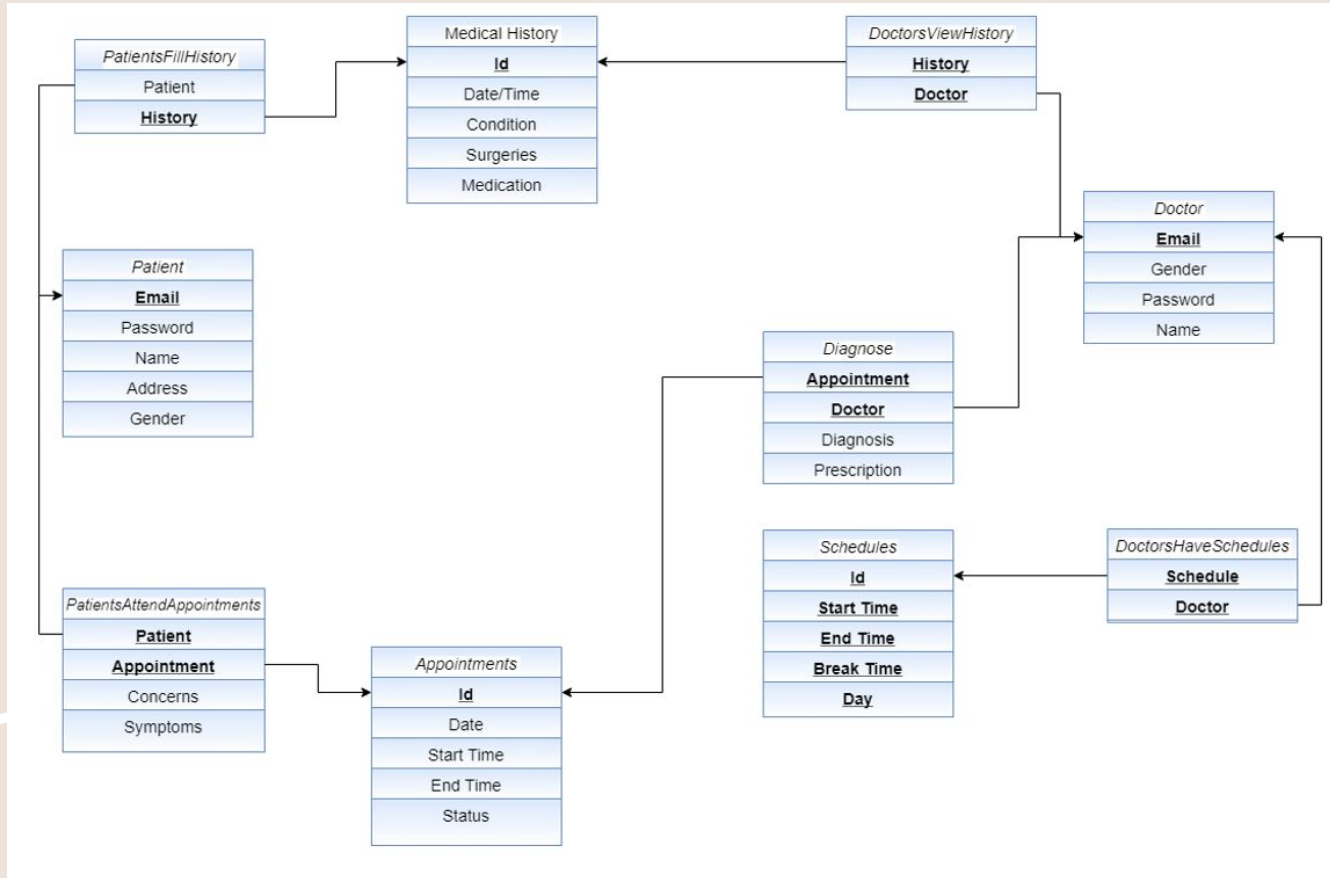 PatientsFillHistory
Patient
History
Medical History
Id
Date/Time
Condition
Surgeries
Medication
DoctorsViewHistory
History
Doctor
Doctor
Email
Gender
Password
Name
Patient
Email
Password
Name
Address
Gender
Diagnose
Appointment
Doctor
Diagnosis
Prescription
Schedules
Id
Start Time
End Time
Break Time
Day
DoctorsHaveSchedules
Schedule
Doctor
PatientsAttendAppointments
Patient
Appointment
Concerns
Symptoms
Appointments
Id
Date
Start Time
End Time
Status